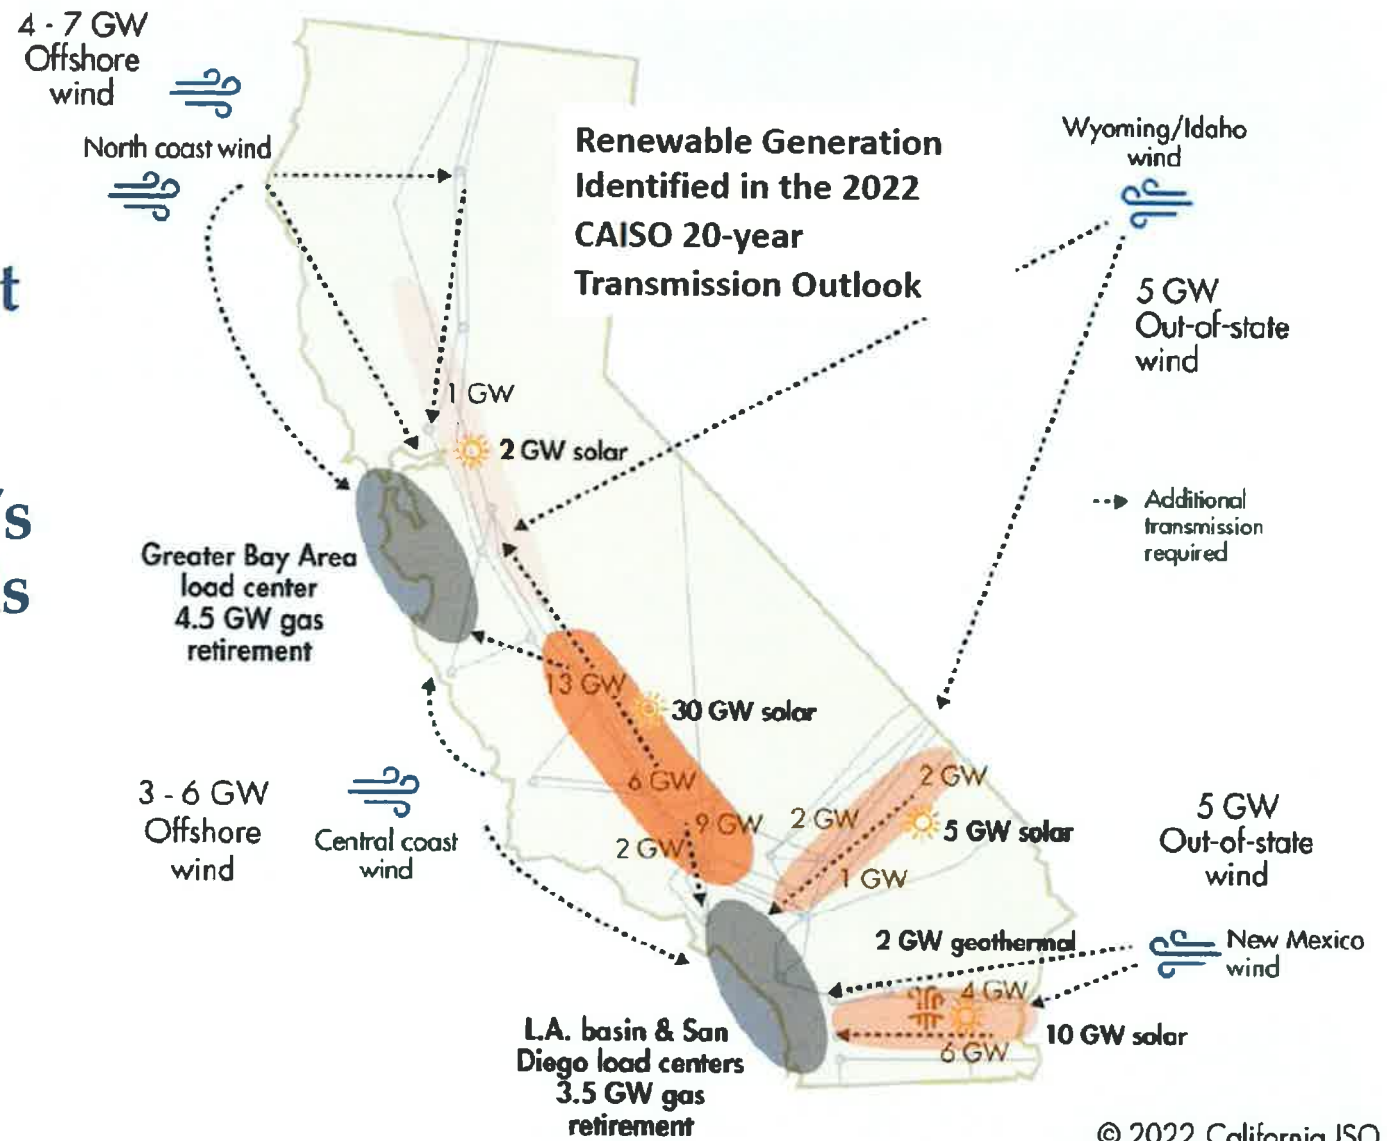 4 - 7 GW
Offshore
wind
North coast wind
Renewable Generation
Identified in the 2022
CAISO 20-year
Transmission Outlook
Wyoming/Idaho
wind
5 GW
Out-of-state
wind
t
1 GW
2 GW solar
's
s
Additional
transmission
required
Greater Bay Area
load center
4.5 GW gas
retirement
13 GW
30 GW solar
6 GW
9 GW
2 GW
2 GW
2 GW
5 GW solar
1 GW
3 - 6 GW
Offshore
wind
Central coast
wind
5 GW
Out-of-state
wind
2 GW geothermal
New Mexico
wind
4 GW
10 GW solar
6 GW
L.A. basin & San
Diego load centers
3.5 GW gas
retirement
© 2022 California ISO